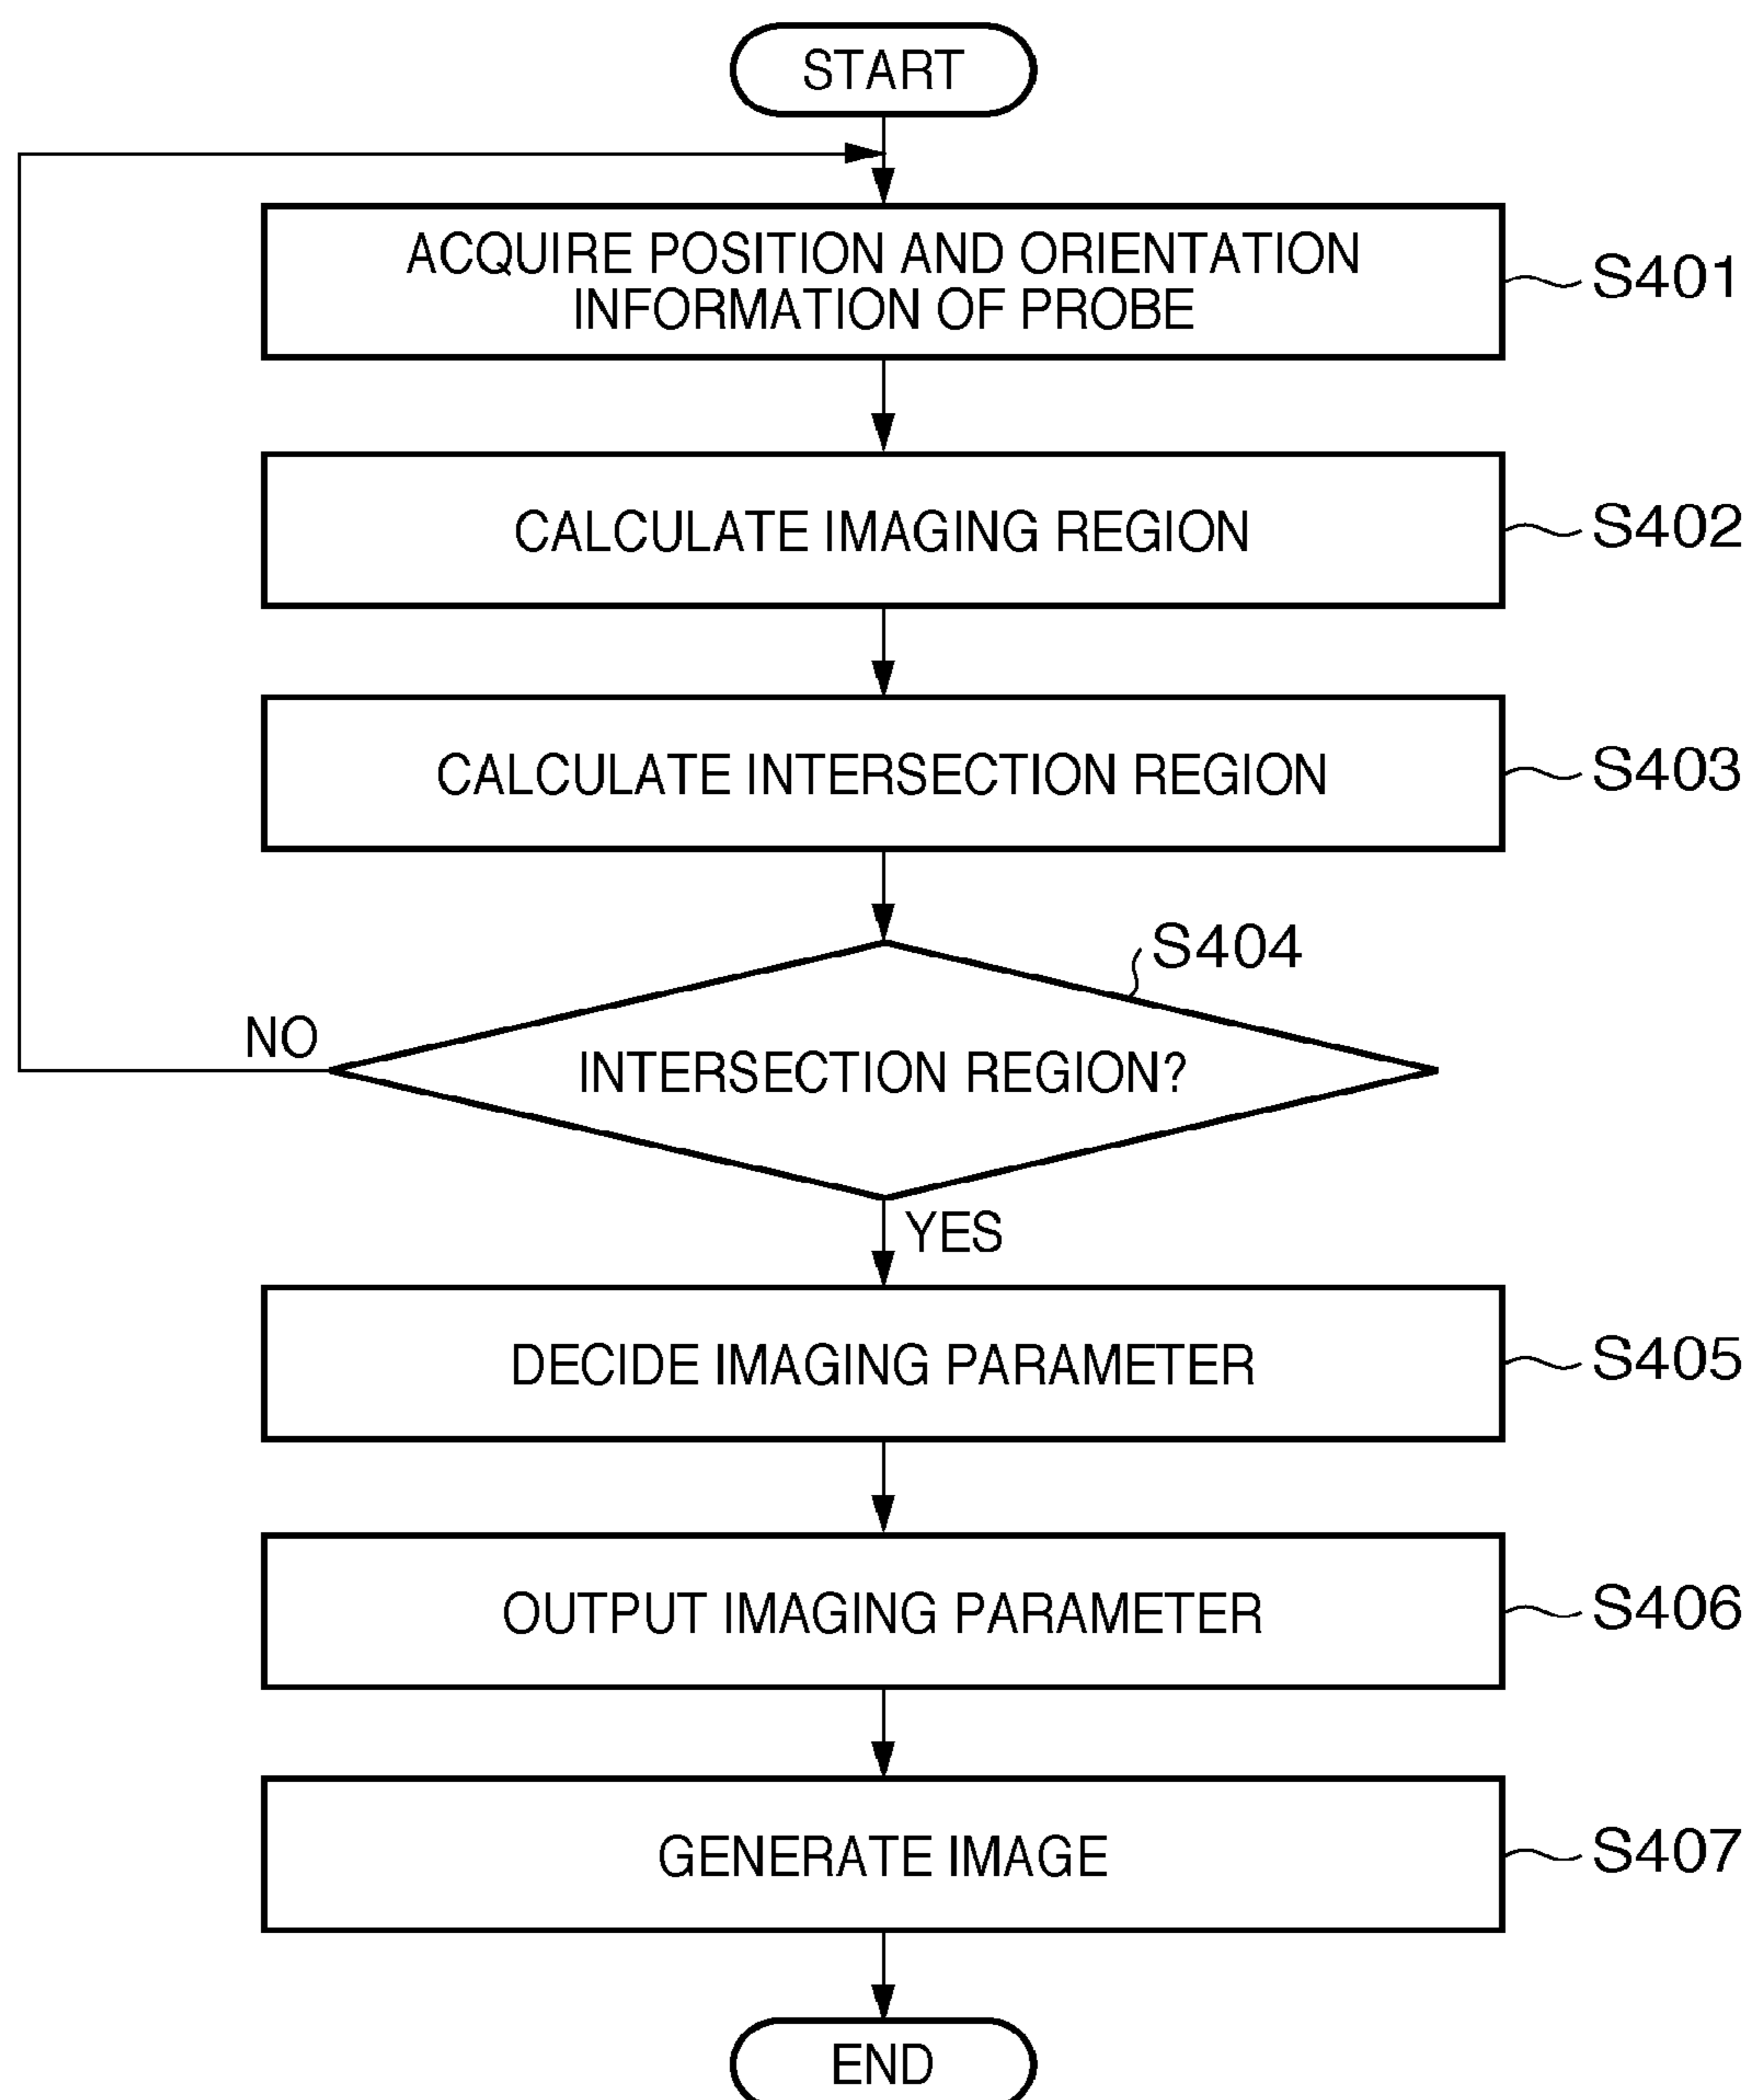 START
ACQUIRE POSITION AND ORIENTATION
INFORMATION OF PROBE
S401
CALCULATE IMAGING REGION
S402
CALCULATE INTERSECTION REGION
S403
S404
NO
INTERSECTION REGION?
YES
DECIDE IMAGING PARAMETER
S405
OUTPUT IMAGING PARAMETER
S406
GENERATE IMAGE
S407
END